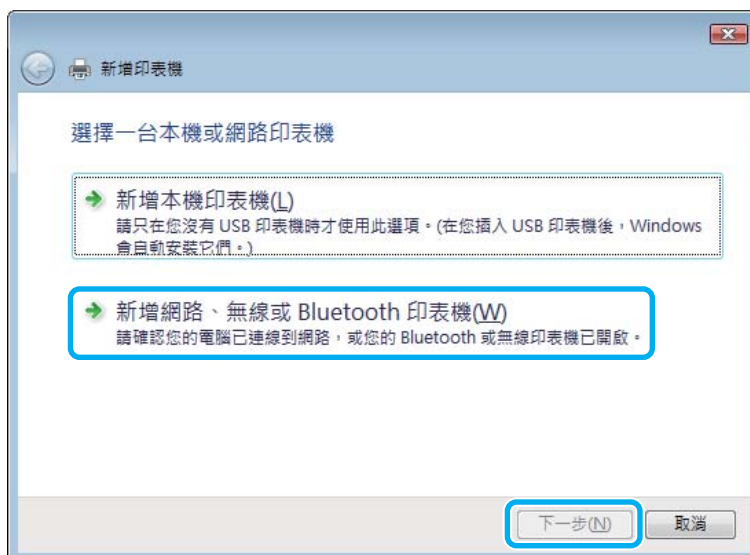 新增印表機
選擇一台本機或網路印表機
新增本機印表機(L)
請只在您沒有 USB 印表機時才使用此選項。(在您插入 USB 印表機後，Windows
會自動安裝它們。)
新增網路、無線或 Bluetooth 印表機(W)
請確認您的電腦已連線到網路，或您的 Bluetooth 或無線印表機已開啟。
下一步(N)
取消